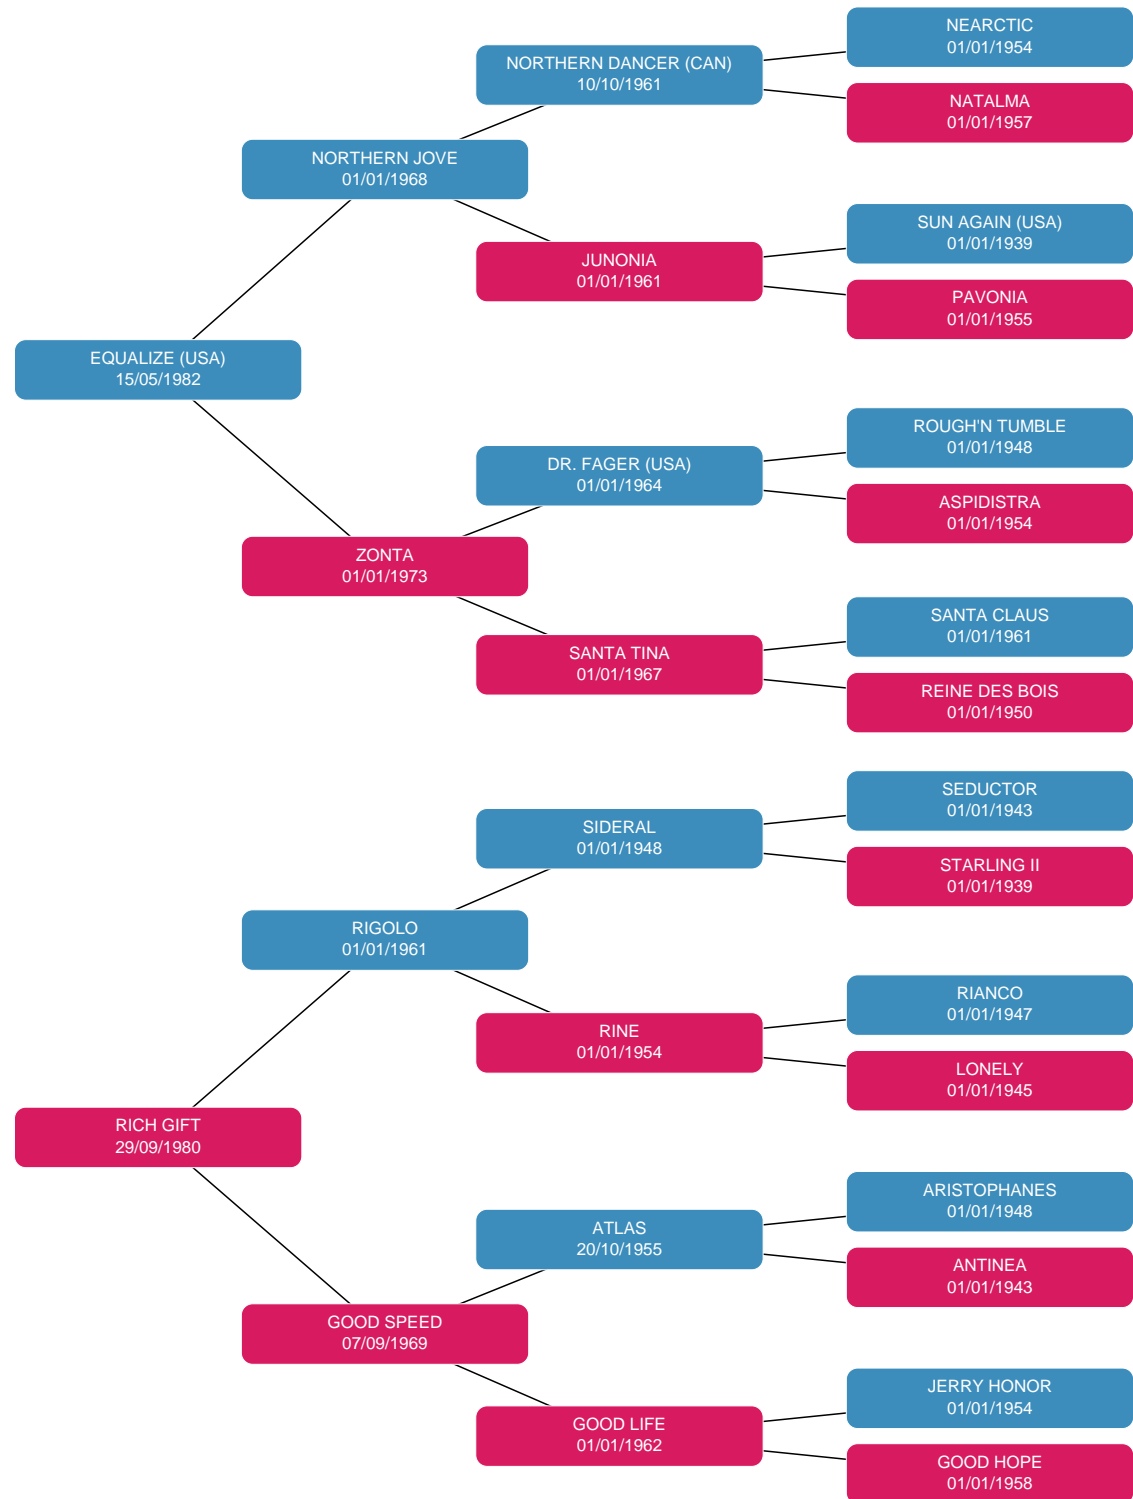 NEARCTIC
01/01/1954
NORTHERN DANCER (CAN)
10/10/1961
NATALMA
01/01/1957
NORTHERN JOVE
01/01/1968
SUN AGAIN (USA)
01/01/1939
JUNONIA
01/01/1961
PAVONIA
01/01/1955
EQUALIZE (USA)
15/05/1982
ROUGH'N TUMBLE
01/01/1948
DR. FAGER (USA)
01/01/1964
ASPIDISTRA
01/01/1954
ZONTA
01/01/1973
SANTA CLAUS
01/01/1961
SANTA TINA
01/01/1967
REINE DES BOIS
01/01/1950
SEDUCTOR
01/01/1943
SIDERAL
01/01/1948
STARLING II
01/01/1939
RIGOLO
01/01/1961
RIANCO
01/01/1947
RINE
01/01/1954
LONELY
01/01/1945
RICH GIFT
29/09/1980
ARISTOPHANES
01/01/1948
ATLAS
20/10/1955
ANTINEA
01/01/1943
GOOD SPEED
07/09/1969
JERRY HONOR
01/01/1954
GOOD LIFE
01/01/1962
GOOD HOPE
01/01/1958